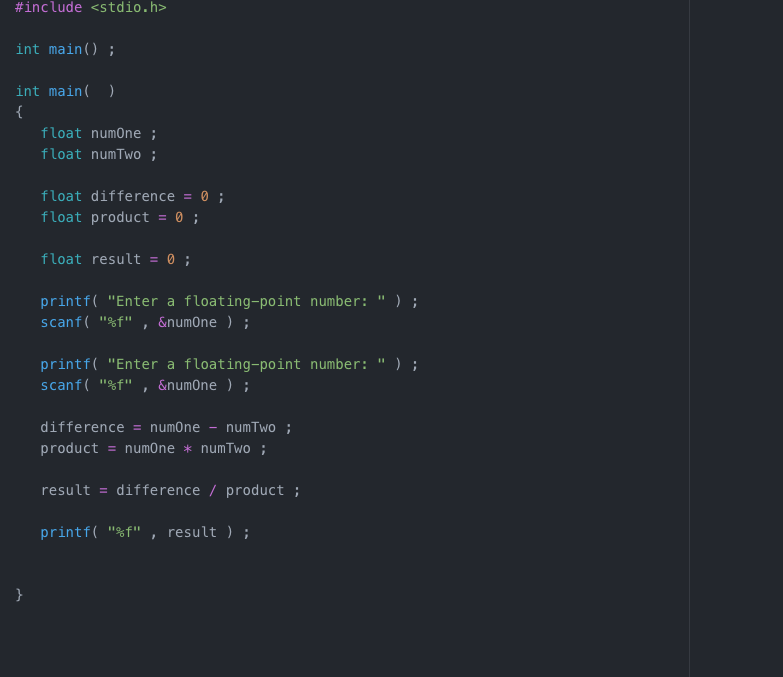 #include <stdio.h>
int main() ;
int main(  )
{
float numOne ;
float numTwo ;
float difference = 0 ;
float product = 0 ;
float result = 0 ;
printf( "Enter a floating-point number: " ) ;
scanf( "%f" , &numOne ) ;
printf( "Enter a floating-point number: " ) ;
scanf( "%f" , &numOne ) ;
difference = numOne - numTwo ;
product = numOne * numTwo ;
result = difference / product ;
printf( "%f" , result ) ;
}